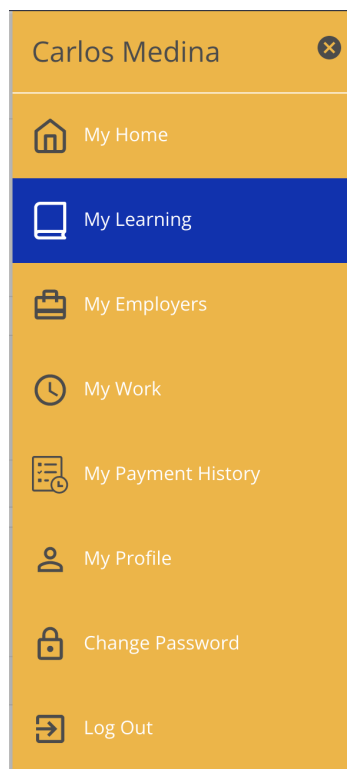 Carlos Medina
My Home
My Learning
My Employers
My Work
My Payment History
My Profile
Change Password
Log Out